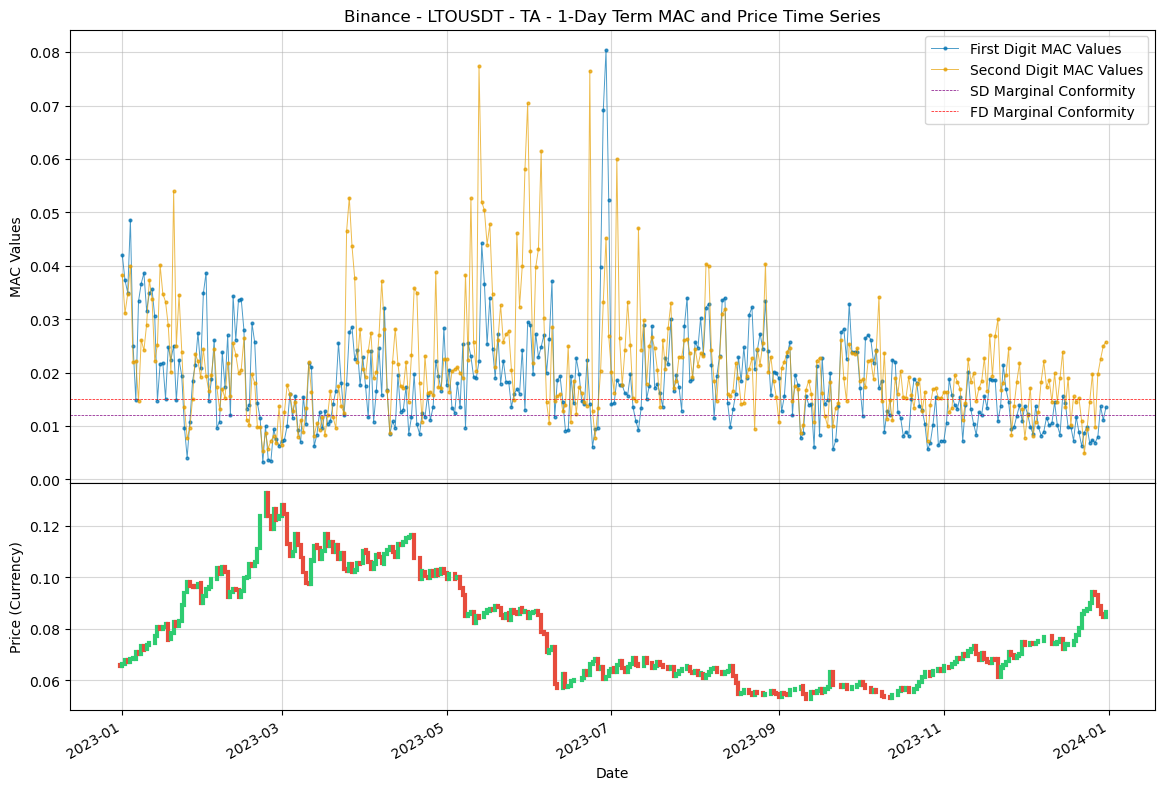 Binance - LTOUSDT - TA - 1-Day Term MAC and Price Time Series
First Digit MAC Values
Second Digit MAC Values
SD Marginal Conformity
FD Marginal Conformity
MAC Values
0.08
0.07
0.06
0.05
0.04
0.03
0.02
0.01
0.00
Price (Currency)
0.12
0.10
0.08
0.06
2023-01
2023-03
2023-05
2023-07
2023-09
2023-11
2024-01
Date